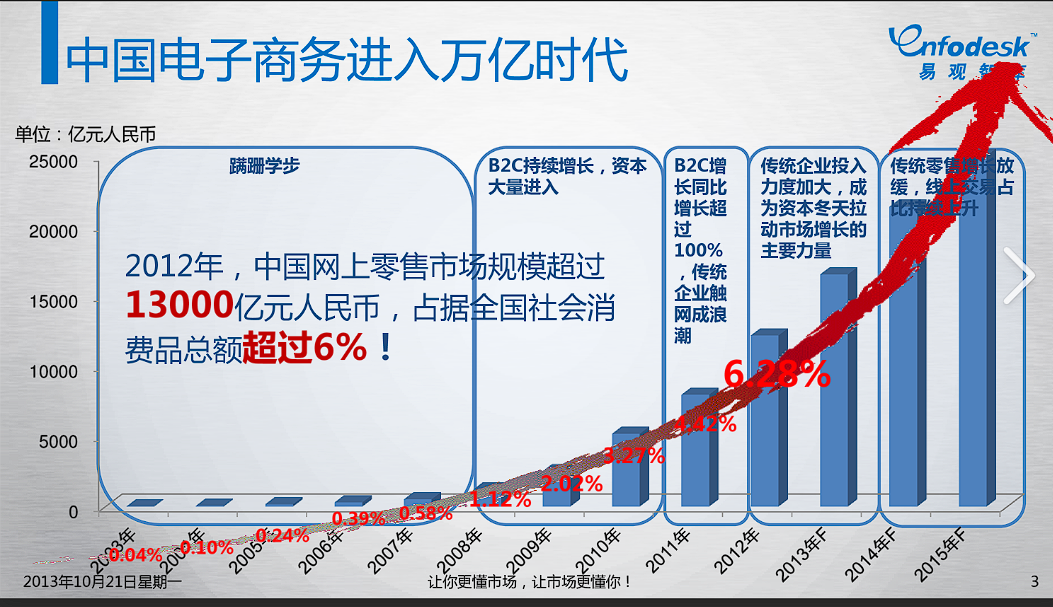 中国电子商务进入万亿时代
enfodesk™
易观智库
单位：亿元人民币
25000
20000
15000
10000
5000
0
蹒跚学步
B2C持续增长，资本
大量进入
B2C增
长同比
增长超
过
100%
，传统
企业触
网成浪
潮
传统企业投入
力度加大，成
为资本冬天拉
动市场增长的
主要力量
传统零售增长放
缓，线上交易占
比持续上升
2012年，中国网上零售市场规模超过
13000亿元人民币，占据全国社会消
费品总额超过6%！
0.04%
0.10%
0.24%
0.39%
0.58%
1.12%
2.02%
3.27%
4.42%
6.28%
2003年
2004年
2005年
2006年
2007年
2008年
2009年
2010年
2011年
2012年
2013年F
2014年F
2015年F
2013年10月21日星期一
让你更懂市场，让市场更懂你！
3